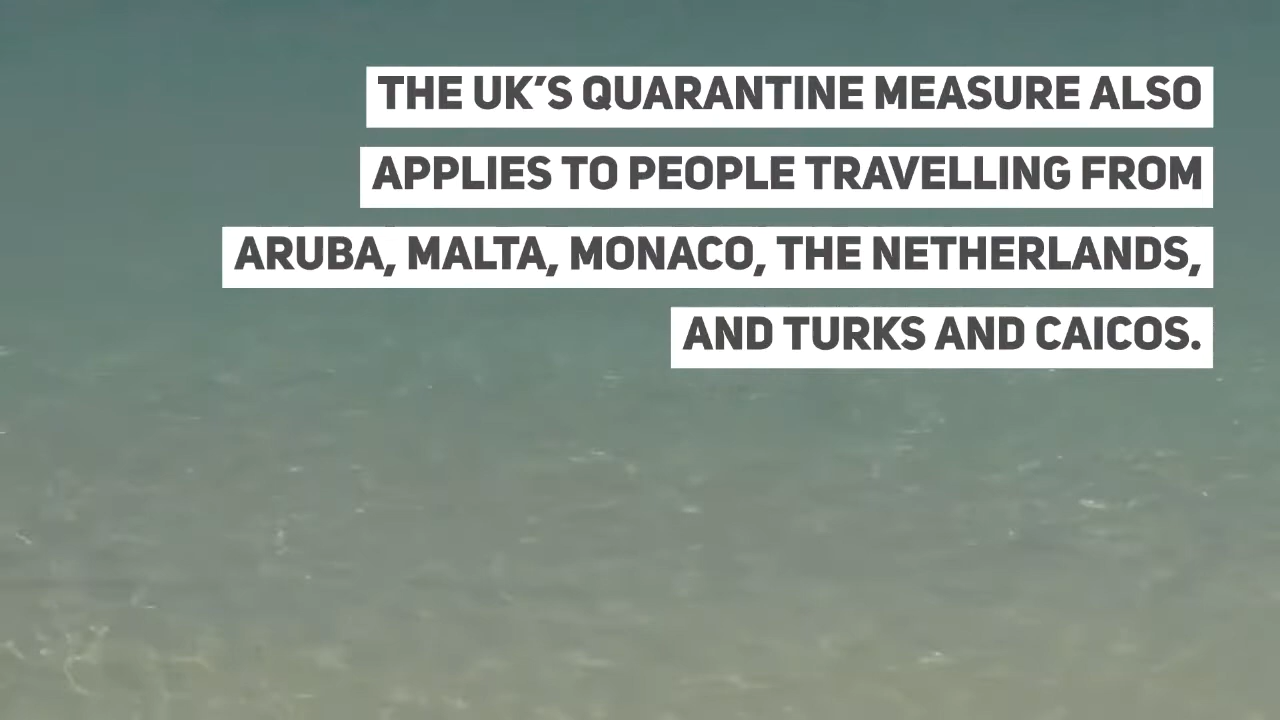 THE UK’S QUARANTINE MEASURE ALSO
APPLIES TO PEOPLE TRAVELLING FROM
ARUBA, MALTA, MONACO, THE NETHERLANDS,
AND TURKS AND CAICOS.